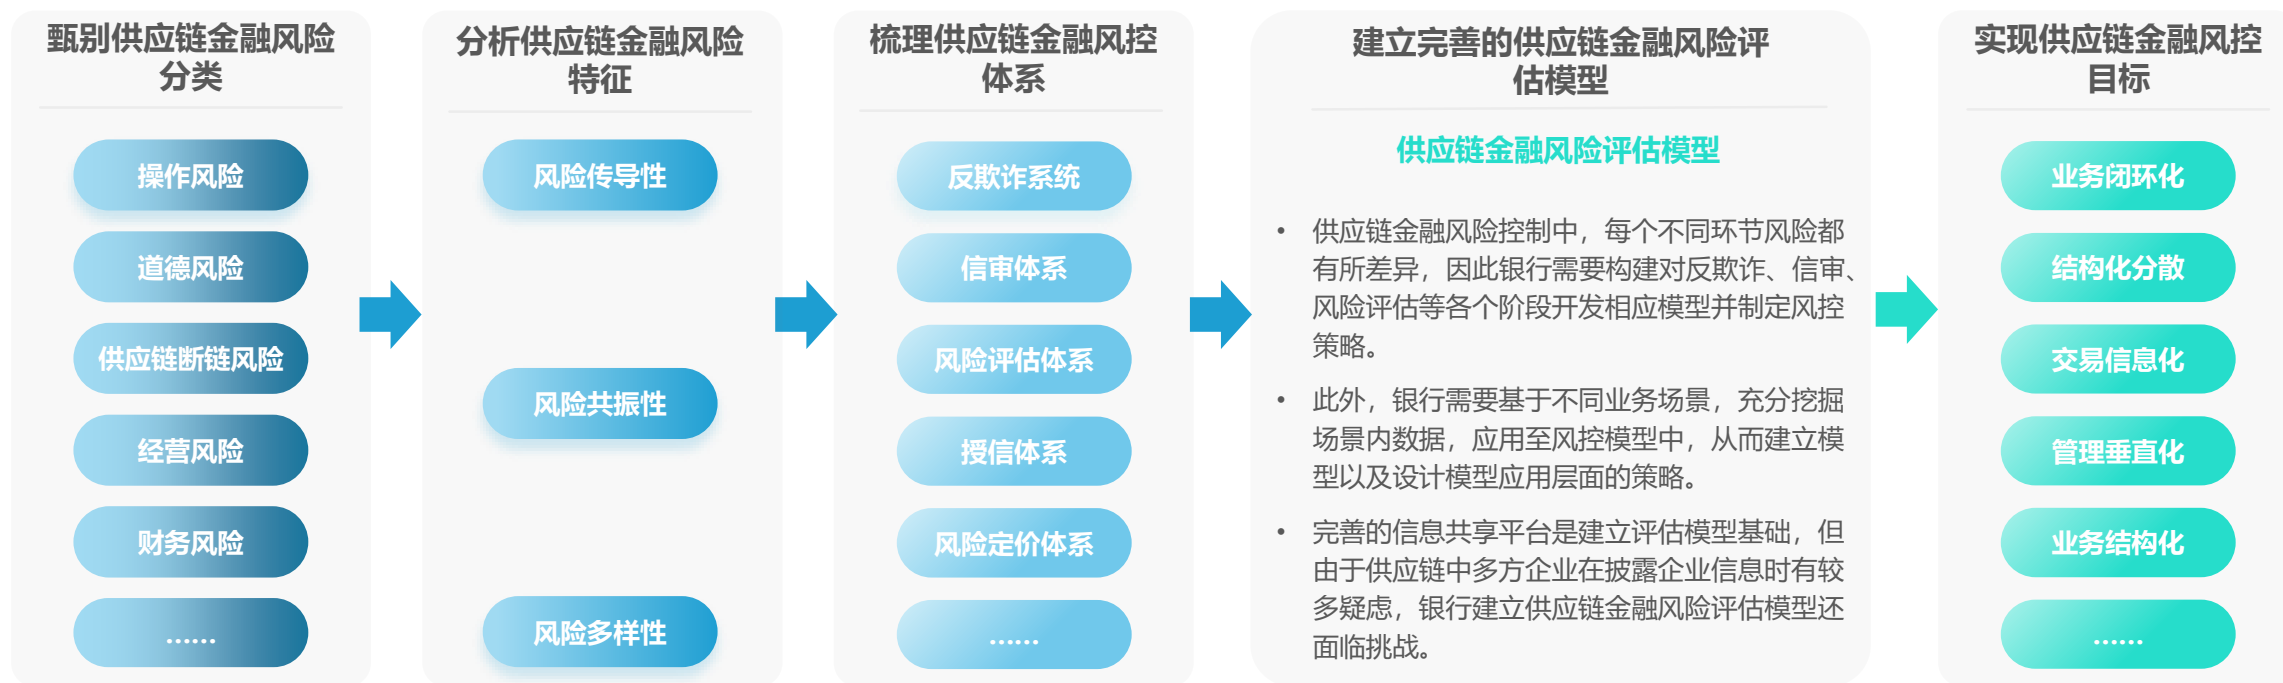 甄别供应链金融风险
分类
操作风险
道德风险
供应链断链风险
经营风险
财务风险
……
分析供应链金融风险
特征
风险传导性
风险共振性
风险多样性
梳理供应链金融风控
体系
反欺诈系统
信审体系
风险评估体系
授信体系
风险定价体系
……
建立完善的供应链金融风险评
估模型
供应链金融风险评估模型
• 供应链金融风险控制中，每个不同环节风险都
有所差异，因此银行需要构建对反欺诈、信审、
风险评估等各个阶段开发相应模型并制定风控
策略。
• 此外，银行需要基于不同业务场景，充分挖掘
场景内数据，应用至风控模型中，从而建立模
型以及设计模型应用层面的策略。
• 完善的信息共享平台是建立评估模型基础，但
由于供应链中多方企业在披露企业信息时有较
多疑虑，银行建立供应链金融风险评估模型还
面临挑战。
实现供应链金融风控
目标
业务闭环化
结构化分散
交易信息化
管理垂直化
业务结构化
……